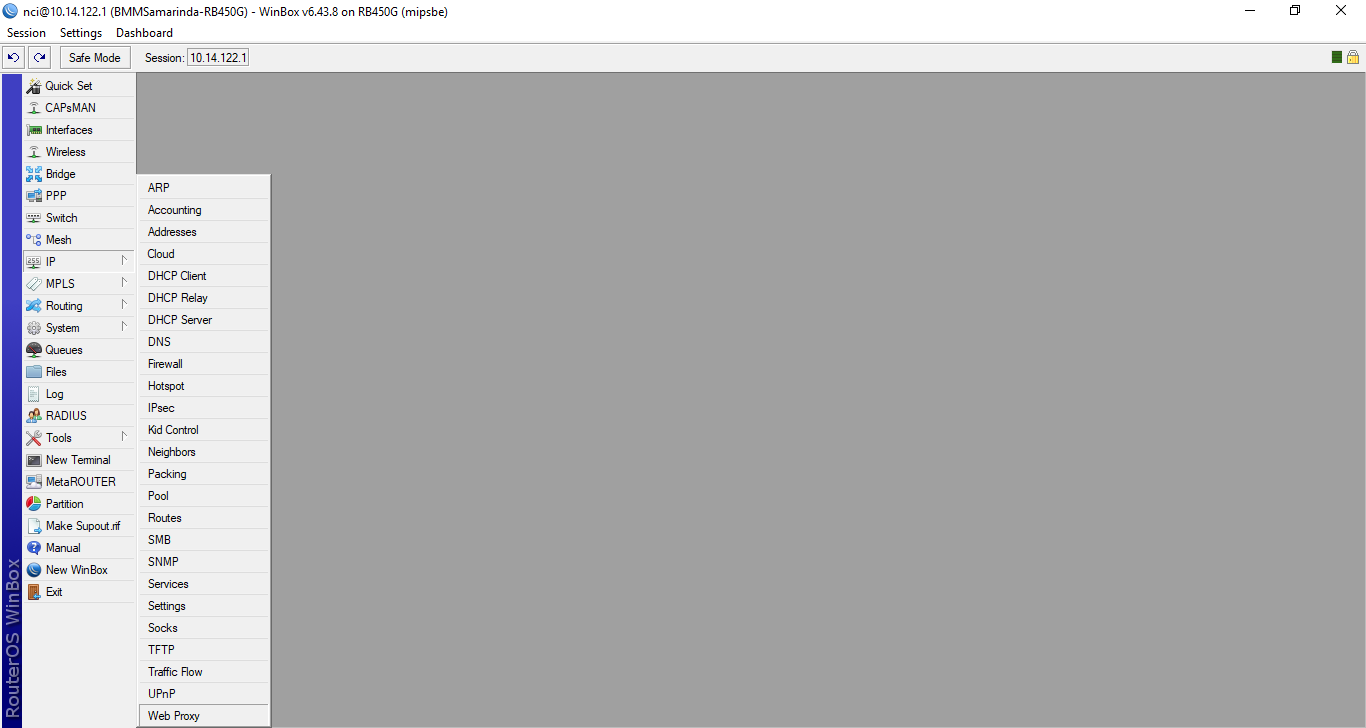 nci@10.14.122.1 (BMMSamarinda-RB450G) - WinBox v6.43.8 on RB450G (mipsbe)
Session Settings Dashboard
Safe Mode Session: 10.14.122.1
Quick Set
CAPsMAN
Interfaces
Wireless
Bridge
PPP
Switch
Mesh
IP
MPLS
Routing
System
Queues
Files
Log
RADIUS
Tools
New Terminal
MetaROUTER
Partition
Make Supout.rif
Manual
New WinBox
Exit
ARP
Accounting
Addresses
Cloud
DHCP Client
DHCP Relay
DHCP Server
DNS
Firewall
Hotspot
IPsec
Kid Control
Neighbors
Packing
Pool
Routes
SMB
SNMP
Services
Settings
Socks
TFTP
Traffic Flow
UPnP
Web Proxy
RouterOS WinBox
255